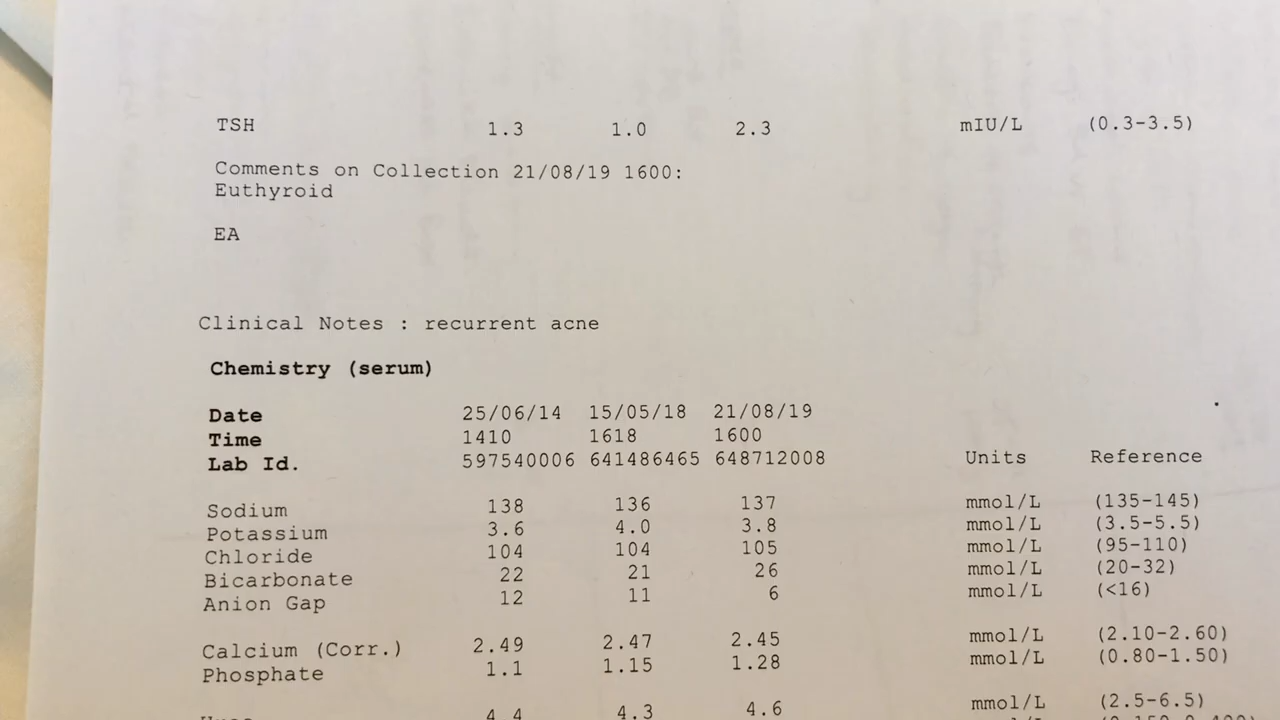 TSH 1.3 1.0 2.3 mIU/L (0.3-3.5)
Comments on Collection 21/08/19 1600:
Euthyroid
EA
Clinical Notes : recurrent acne
Chemistry (serum)
Date 25/06/14 15/05/18 21/08/19
Time 1410 1618 1600
Lab Id. 597540006 641486465 648712008 Units Reference
Sodium 138 136 137 mmol/L (135-145)
Potassium 3.6 4.0 3.8 mmol/L (3.5-5.5)
Chloride 104 104 105 mmol/L (95-110)
Bicarbonate 22 21 26 mmol/L (20-32)
Anion Gap 12 11 6 mmol/L (<16)
Calcium (Corr.) 2.49 2.47 2.45 mmol/L (2.10-2.60)
Phosphate 1.1 1.15 1.28 mmol/L (0.80-1.50)
4.4 4.3 4.6 mmol/L (2.5-6.5)